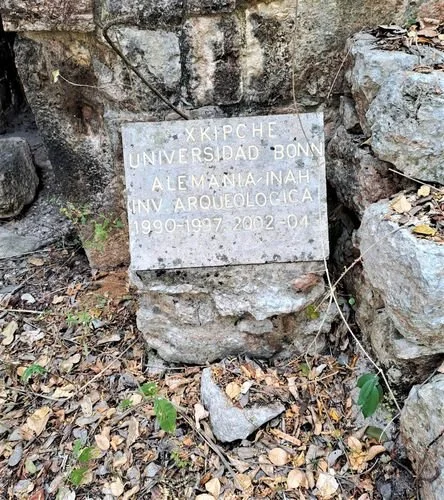 XKIPCHE
UNIVERSIDAD BONN
ALEMANIA-INAH
INV. ARQUEOLOGICA
1990-1997 2002-04